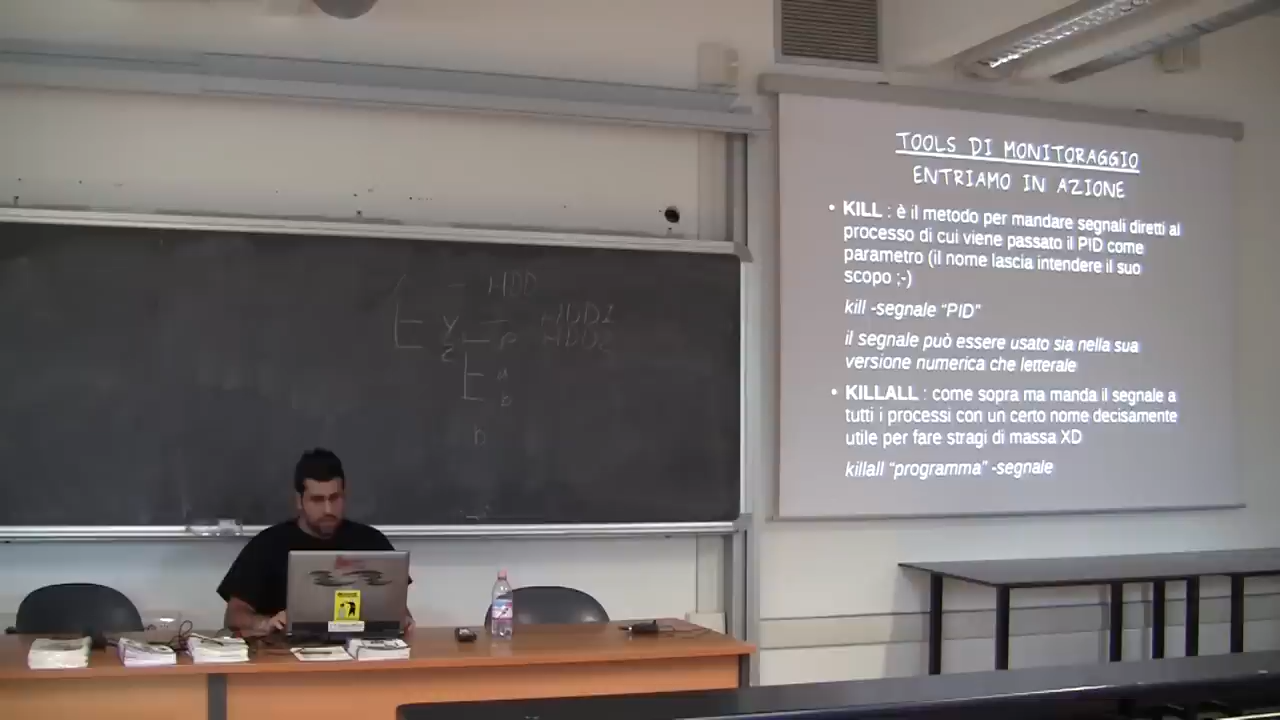 TOOLS DI MONITORAGGIO
ENTRIAMO IN AZIONE
• KILL : è il metodo per mandare segnali diretti al
processo di cui viene passato il PID come
parametro (il nome lascia intendere il suo
scopo ;-)
kill -segnale “PID”
il segnale può essere usato sia nella sua
versione numerica che letterale
• KILLALL : come sopra ma manda il segnale a
tutti i processi con un certo nome decisamente
utile per fare stragi di massa XD
killall “programma” -segnale
HDD
HDD1
HDD2